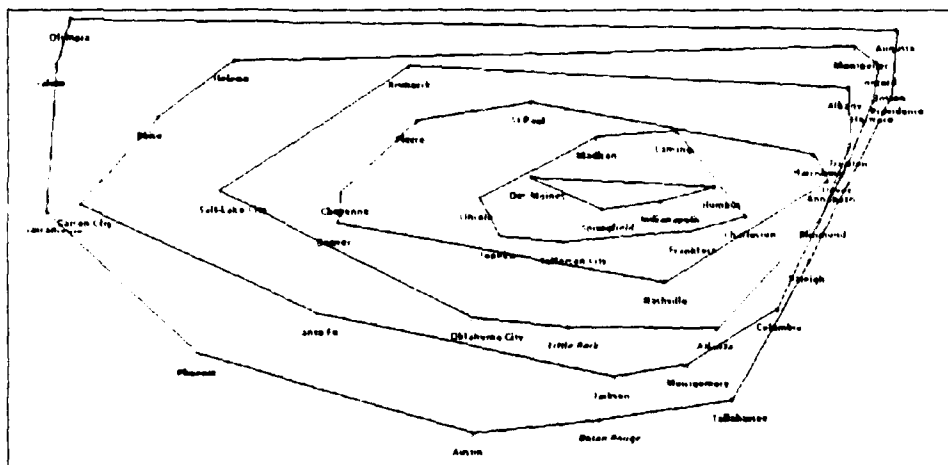 Olympia
Augusta
Montpelier
Helena
Salem
Bismarck
Boston
Albany
Providence
St Paul
Boise
Pierre
Madison
Lansing
Trenton
Harrisburg
Dover
Annapolis
Des Moines
Lincoln
Columbus
Salt Lake City
Cheyenne
Carson City
Indianapolis
Springfield
Charleston
Sacramento
Richmond
Denver
Frankfort
Topeka
Jefferson City
Raleigh
Nashville
Columbia
Santa Fe
Oklahoma City
Little Rock
Atlanta
Phoenix
Montgomery
Jackson
Tallahassee
Baton Rouge
Austin